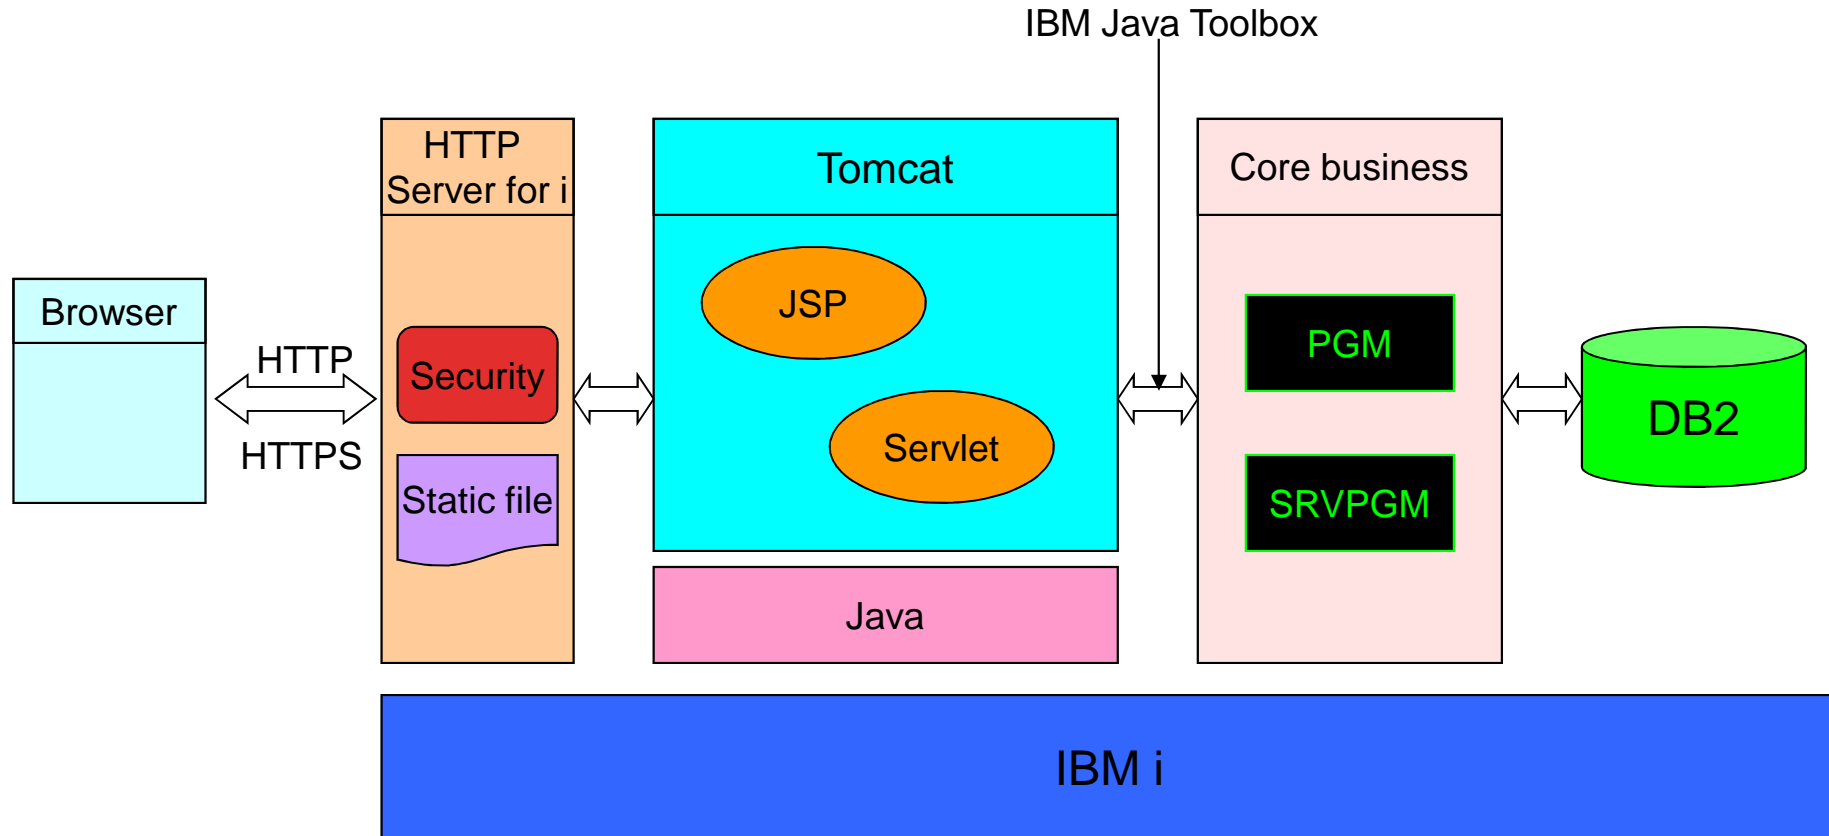 IBM Java Toolbox
HTTP
Server for i
Tomcat
Core business
Browser
HTTP
HTTPS
Security
Static file
JSP
Servlet
Java
PGM
SRVPGM
DB2
IBM i